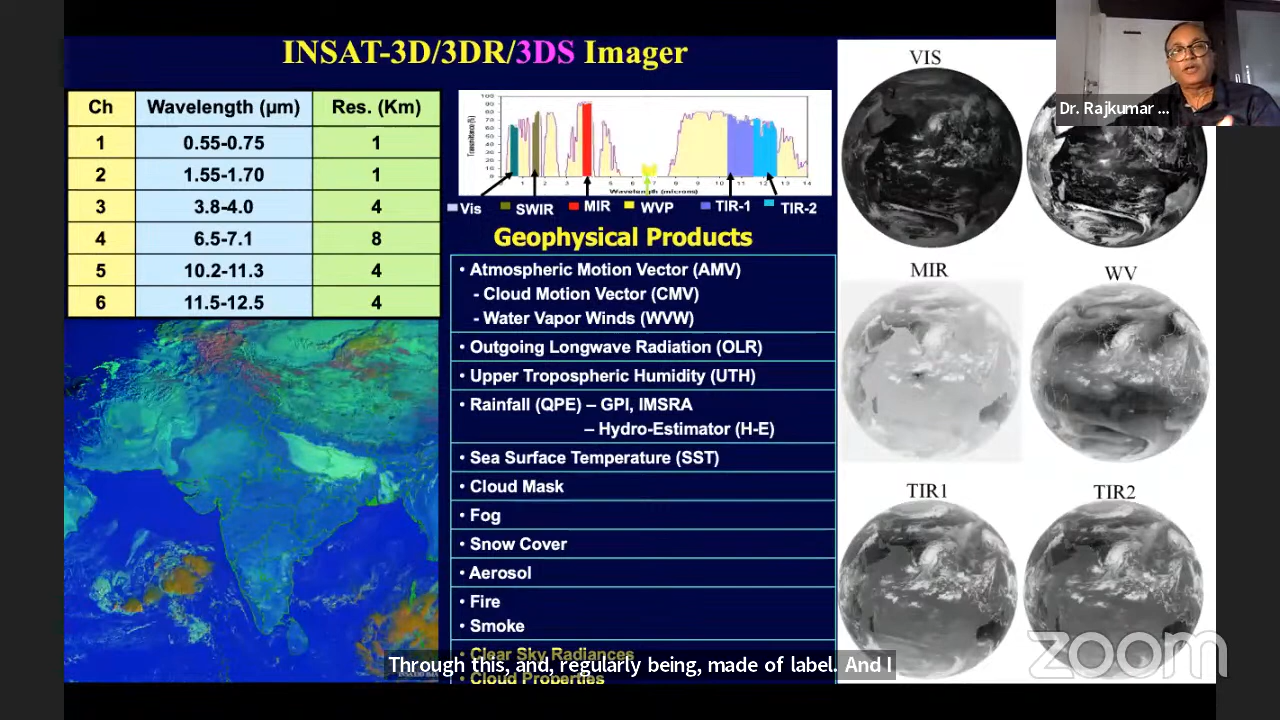 INSAT-3D/3DR/3DS Imager
Ch Wavelength (µm) Res. (Km)
1 0.55-0.75 1
2 1.55-1.70 1
3 3.8-4.0 4
4 6.5-7.1 8
5 10.2-11.3 4
6 11.5-12.5 4
Wavelength (microns)
Vis SWIR MIR WVP TIR-1 TIR-2
Geophysical Products
• Atmospheric Motion Vector (AMV)
- Cloud Motion Vector (CMV)
- Water Vapor Winds (WVW)
• Outgoing Longwave Radiation (OLR)
• Upper Tropospheric Humidity (UTH)
• Rainfall (QPE) – GPI, IMSRA
– Hydro-Estimator (H-E)
• Sea Surface Temperature (SST)
• Cloud Mask
• Fog
• Snow Cover
• Aerosol
• Fire
• Smoke
• Clear Sky Radiances
• Cloud Properties
VIS
MIR WV
TIR1 TIR2
Dr. Rajkumar ...
Through this, and, regularly being, made of label. And I
zoom